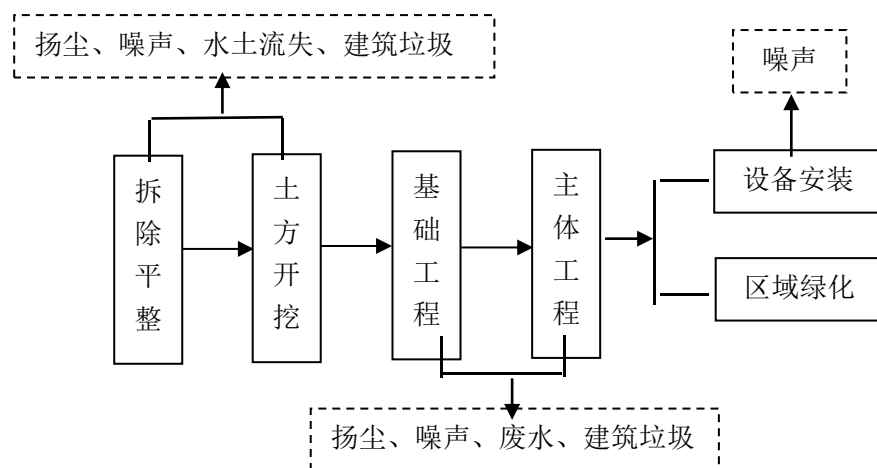 扬尘、噪声、水土流失、建筑垃圾
噪声
拆除平整
土方开挖
基础工程
主体工程
设备安装
区域绿化
扬尘、噪声、废水、建筑垃圾